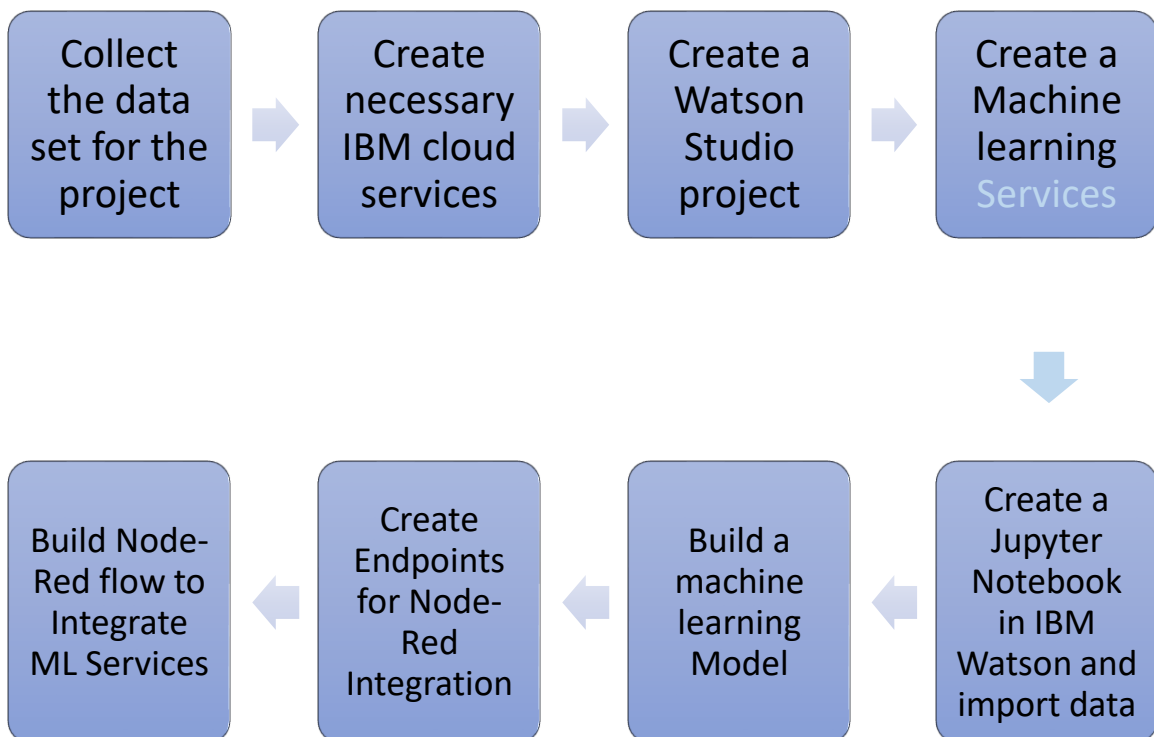 Collect
the data
set for the
project
Create
necessary
IBM cloud
services
Create a
Watson
Studio
project
Create a
Machine
learning
Services
Create a
Jupyter
Notebook
in IBM
Watson and
import data
Build a
machine
learning
Model
Create
Endpoints
for Node-
Red
Integration
Build Node-
Red flow to
Integrate
ML Services